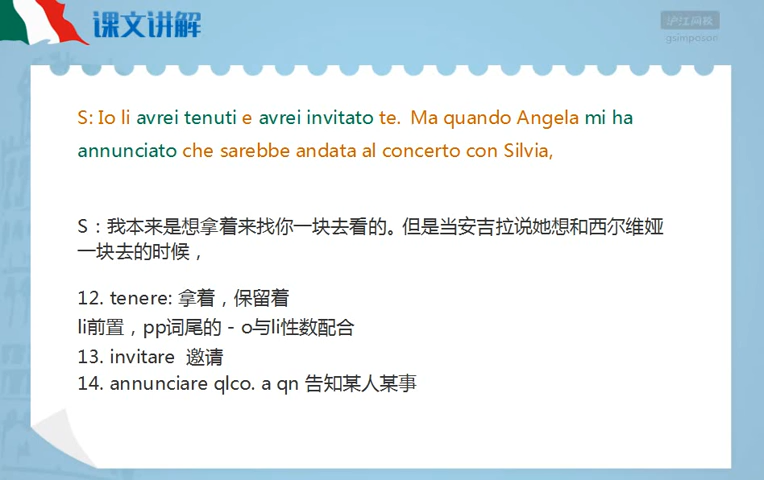 课文讲解
沪江网校
gsimposon
S: Io li avrei tenuti e avrei invitato te. Ma quando Angela mi ha
annunciato che sarebbe andata al concerto con Silvia,
S：我本来是想拿着来找你一块去看的。但是当安吉拉说她想和西尔维娅
一块去的时候，
12. tenere: 拿着，保留着
li前置，pp词尾的－o与li性数配合
13. invitare 邀请
14. annunciare qlco. a qn 告知某人某事